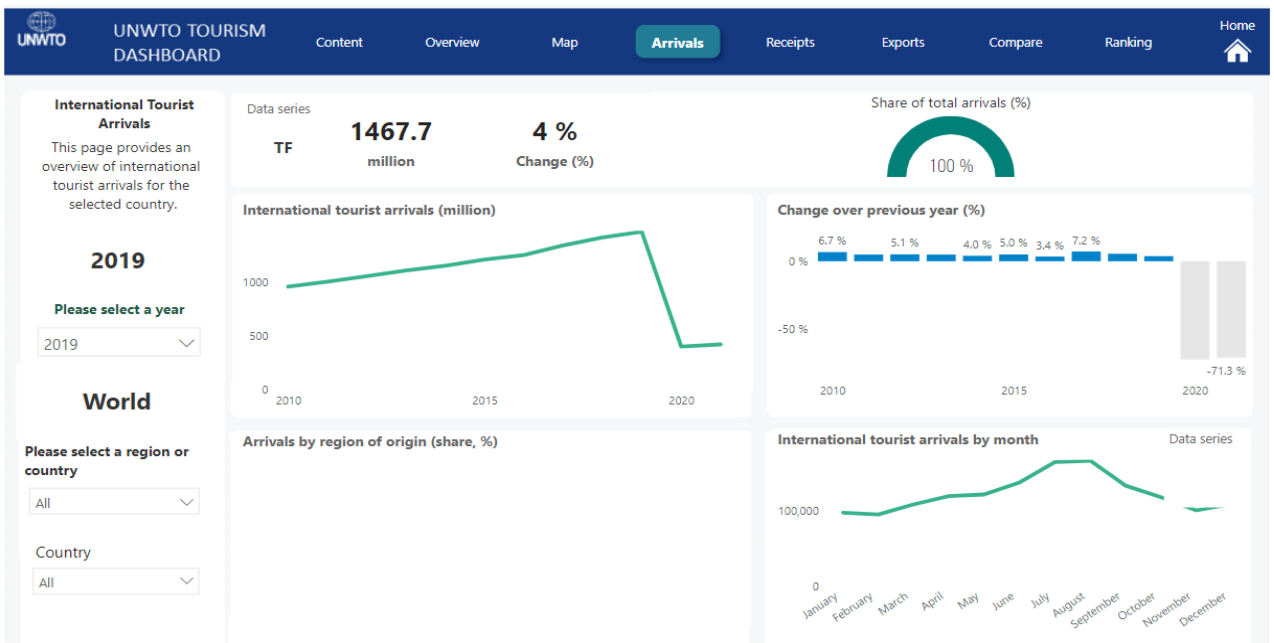 UNWTO
UNWTO TOURISM
DASHBOARD
Content
Overview
Map
Arrivals
Receipts
Exports
Compare
Ranking
Home
International Tourist
Arrivals
This page provides an
overview of international
tourist arrivals for the
selected country.
2019
Please select a year
2019
World
Please select a region or
country
All
Country
All
Data series
TF
1467.7
million
4 %
Change (%)
Share of total arrivals (%)
100 %
International tourist arrivals (million)
1000
500
0
2010
2015
2020
Change over previous year (%)
6.7 %
5.1 %
4.0 %
5.0 %
3.4 %
7.2 %
0 %
-50 %
-71.3 %
2010
2015
2020
Arrivals by region of origin (share, %)
International tourist arrivals by month
Data series
100,000
0
January
February
March
April
May
June
July
August
September
October
November
December